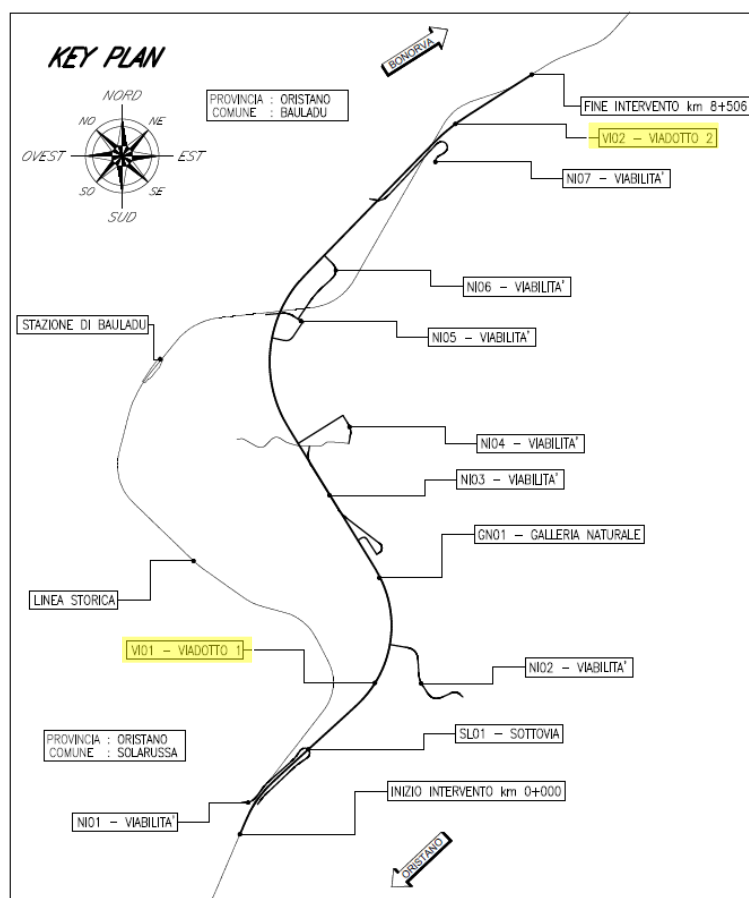 KEY PLAN
BONORVA
NORD
NO
NE
OVEST
EST
SO
SE
SUD
PROVINCIA : ORISTANO
COMUNE : BAULADU
FINE INTERVENTO km 8+506
VI02 - VIADOTTO 2
NI07 - VIABILITA'
NI06 - VIABILITA'
STAZIONE DI BAULADU
NI05 - VIABILITA'
NI04 - VIABILITA'
NI03 - VIABILITA'
GN01 - GALLERIA NATURALE
LINEA STORICA
VI01 - VIADOTTO 1
NI02 - VIABILITA'
PROVINCIA : ORISTANO
COMUNE : SOLARUSSA
SL01 - SOTTOVIA
INIZIO INTERVENTO km 0+000
NI01 - VIABILITA'
ORISTANO